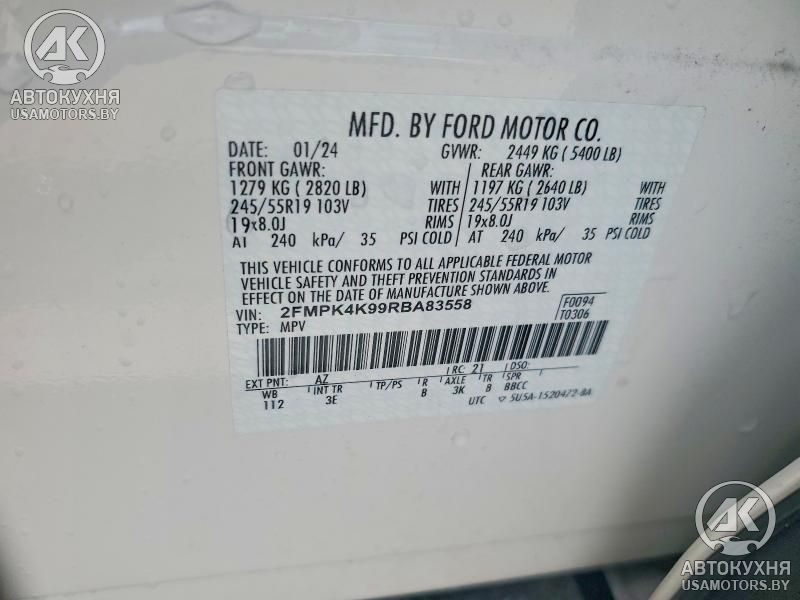 AK
АВТОКУХНЯ
USAMOTORS.BY
MFD. BY FORD MOTOR CO.
DATE: 01/24 GVWR: 2449 KG ( 5400 LB)
FRONT GAWR: REAR GAWR:
1279 KG ( 2820 LB) WITH 1197 KG ( 2640 LB) WITH
245/55R19 103V TIRES 245/55R19 103V TIRES
19x8.0J RIMS 19x8.0J RIMS
AT 240 kPa/ 35 PSI COLD AT 240 kPa/ 35 PSI COLD
THIS VEHICLE CONFORMS TO ALL APPLICABLE FEDERAL MOTOR
VEHICLE SAFETY AND THEFT PREVENTION STANDARDS IN
EFFECT ON THE DATE OF MANUFACTURE SHOWN ABOVE.
VIN: 2FMPK4K99RBA83558 F0094
TYPE: MPV T0306
EXT PNT: AZ RC: 21 DSO:
WB INT TR TP/PS R AXLE TR SPR
112 3E B 3K 8 BBCC
UTC 5U5A-1520472-BA
AK
АВТОКУХНЯ
USAMOTORS.BY